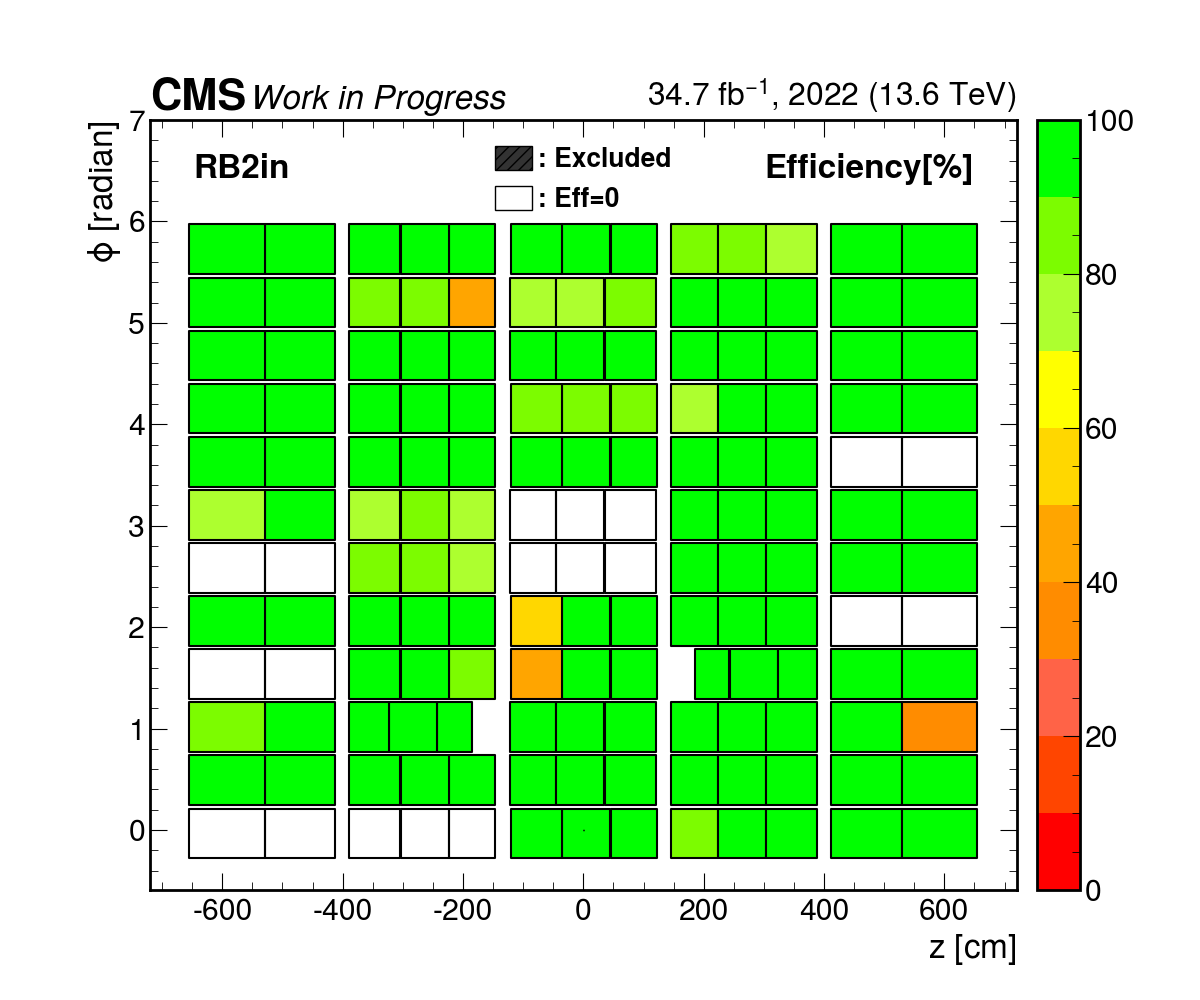 CMS Work in Progress 34.7 fb⁻¹, 2022 (13.6 TeV)
RB2in
: Excluded
: Eff=0
Efficiency[%]
ϕ [radian]
7
6
5
4
3
2
1
0
-600 -400 -200 0 200 400 600
z [cm]
100
80
60
40
20
0